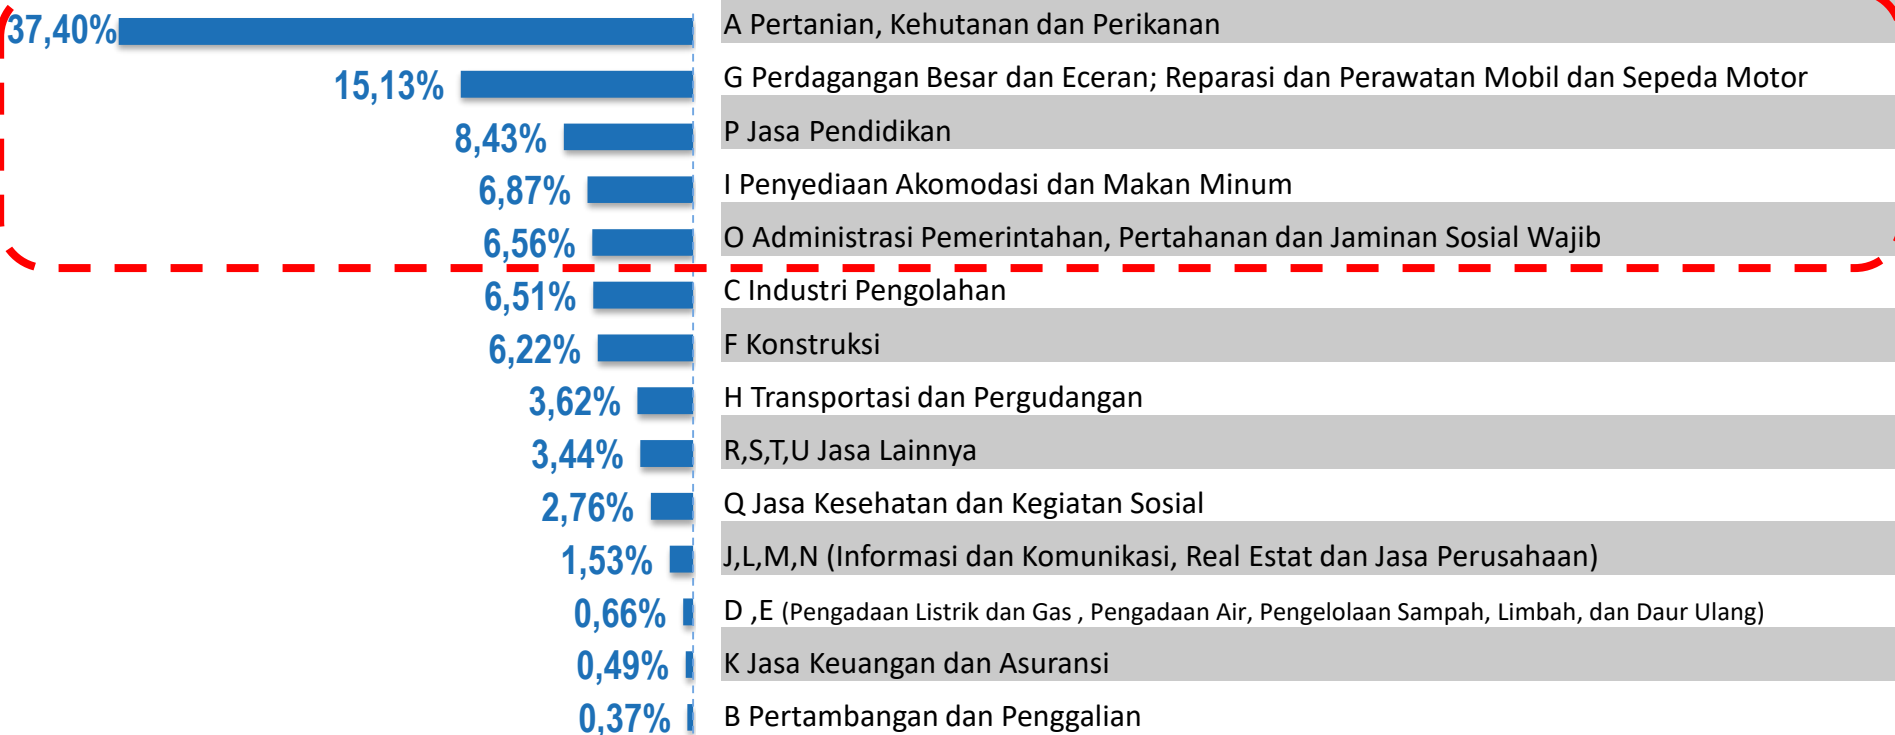 37,40% A Pertanian, Kehutanan dan Perikanan
15,13% G Perdagangan Besar dan Eceran; Reparasi dan Perawatan Mobil dan Sepeda Motor
8,43% P Jasa Pendidikan
6,87% I Penyediaan Akomodasi dan Makan Minum
6,56% O Administrasi Pemerintahan, Pertahanan dan Jaminan Sosial Wajib
6,51% C Industri Pengolahan
6,22% F Konstruksi
3,62% H Transportasi dan Pergudangan
3,44% R,S,T,U Jasa Lainnya
2,76% Q Jasa Kesehatan dan Kegiatan Sosial
1,53% J,L,M,N (Informasi dan Komunikasi, Real Estat dan Jasa Perusahaan)
0,66% D ,E (Pengadaan Listrik dan Gas , Pengadaan Air, Pengelolaan Sampah, Limbah, dan Daur Ulang)
0,49% K Jasa Keuangan dan Asuransi
0,37% B Pertambangan dan Penggalian